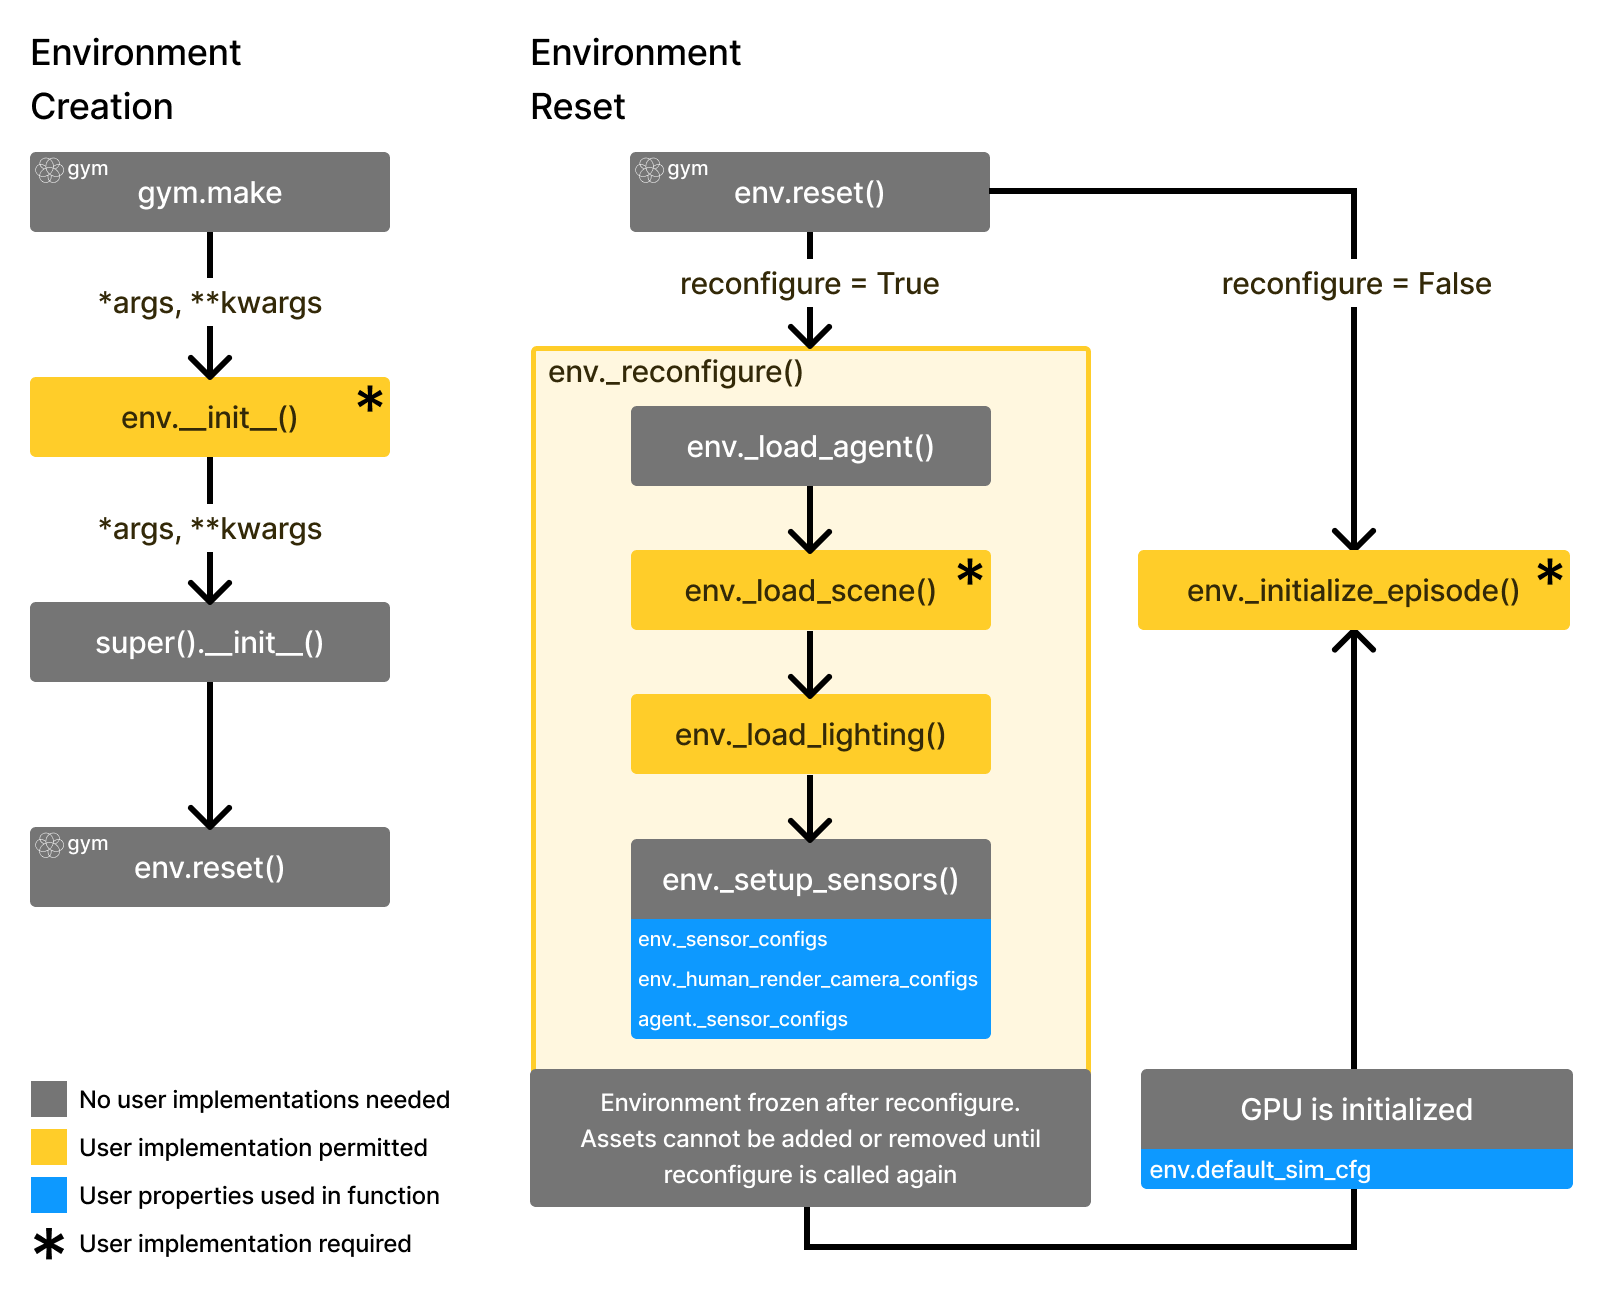 Environment
Creation
gym
gym.make
*args, **kwargs
env.__init__()
*
*args, **kwargs
super().__init__()
gym
env.reset()
No user implementations needed
User implementation permitted
User properties used in function
* User implementation required
Environment
Reset
gym
env.reset()
reconfigure = True
reconfigure = False
env._reconfigure()
env._load_agent()
env._load_scene()
*
env._load_lighting()
env._setup_sensors()
env._sensor_configs
env._human_render_camera_configs
agent._sensor_configs
Environment frozen after reconfigure.
Assets cannot be added or removed until
reconfigure is called again
env._initialize_episode()
*
GPU is initialized
env.default_sim_cfg